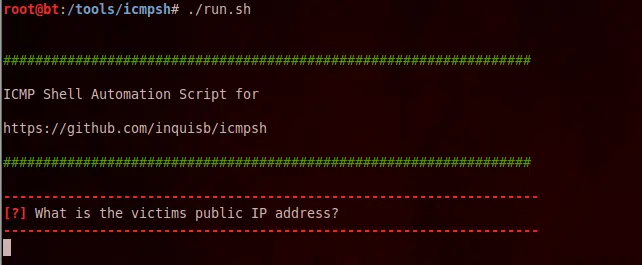 root@bt:/tools/icmpsh# ./run.sh
##################################################################
ICMP Shell Automation Script for
https://github.com/inquisb/icmpsh
##################################################################
-------------------------------------------------------------------
[?] What is the victims public IP address?
-------------------------------------------------------------------